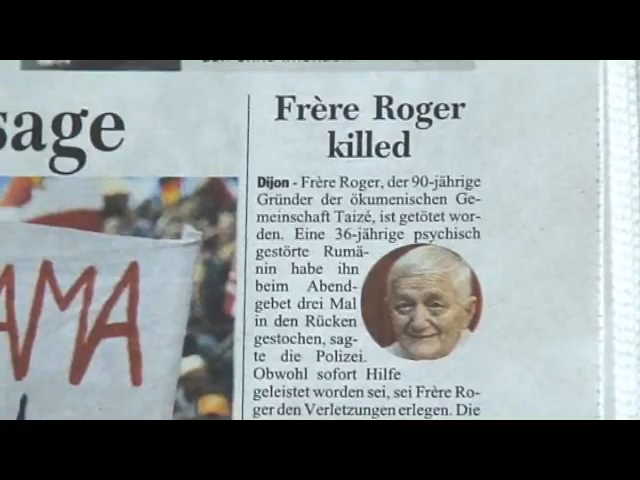 sage
AMA
Frère Roger
killed
Dijon - Frère Roger, der 90-jährige
Gründer der ökumenischen Ge-
meinschaft Taizé, ist getötet wor-
den. Eine 36-jährige psychisch
gestörte Rumä-
nin habe ihn
beim Abend-
gebet drei Mal
in den Rücken
gestochen, sag-
te die Polizei.
Obwohl sofort Hilfe
geleistet worden sei, sei Frère Ro-
ger den Verletzungen erlegen. Die